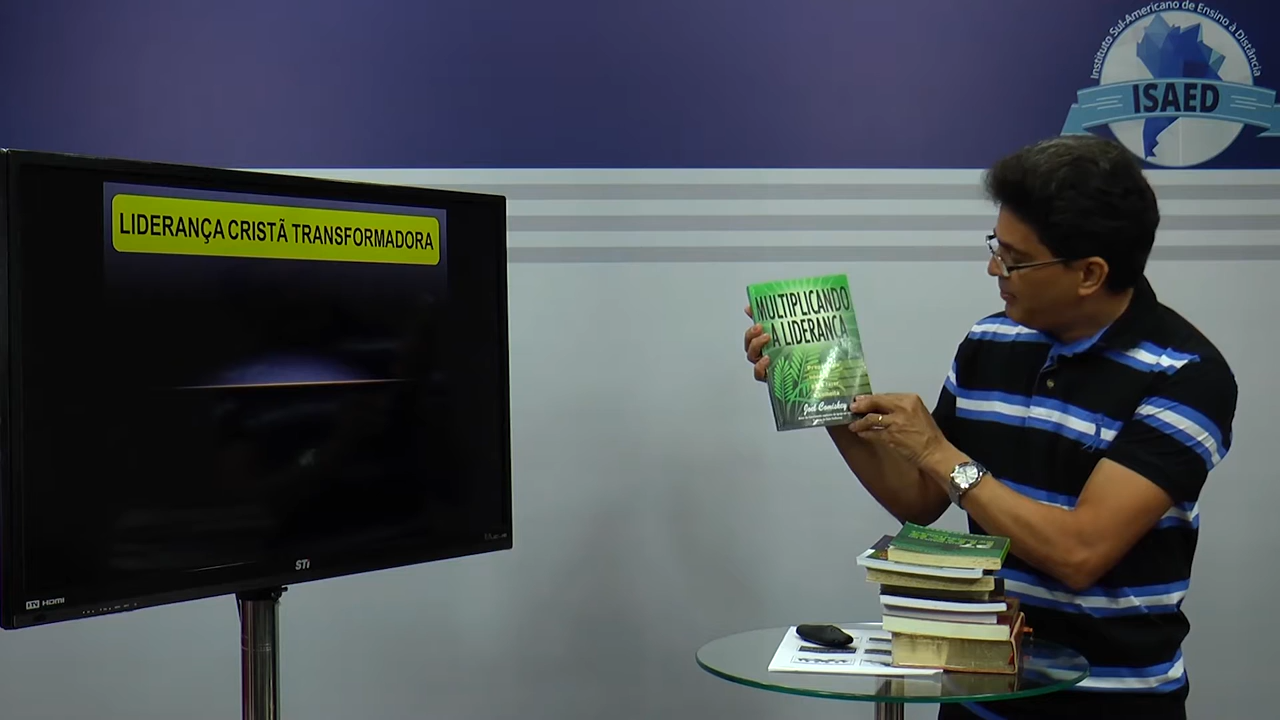 Instituto Sul-Americano de Ensino à Distância
ISAED
LIDERANÇA CRISTÃ TRANSFORMADORA
MULTIPLICANDO
A LIDERANÇA
Joel Comiskey
STi
HDMI